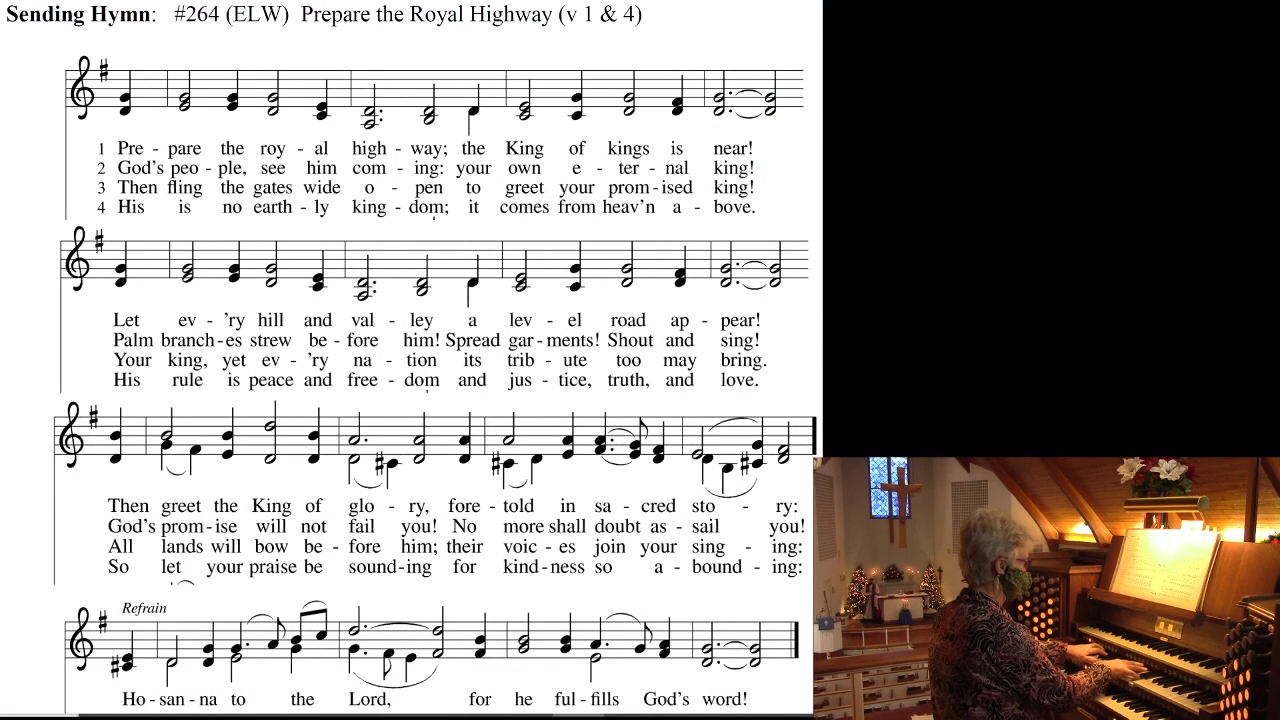 Sending Hymn: #264 (ELW) Prepare the Royal Highway (v 1 & 4)
1 Pre - pare the roy - al high - way; the King of kings is near!
2 God's peo - ple, see him com - ing: your own e - ter - nal king!
3 Then fling the gates wide o - pen to greet your prom - ised king!
4 His is no earth - ly king - dom; it comes from heav'n a - bove.
Let ev - 'ry hill and val - ley a lev - el road ap - pear!
Palm branch - es strew be - fore him! Spread gar - ments! Shout and sing!
Your king, yet ev - 'ry na - tion its trib - ute too may bring.
His rule is peace and free - dom and jus - tice, truth, and love.
Then greet the King of glo - ry, fore - told in sa - cred sto - ry:
God's prom - ise will not fail you! No more shall doubt as - sail you!
All lands will bow be - fore him; their voic - es join your sing - ing:
So let your praise be sound - ing for kind - ness so a - bound - ing:
Refrain
Ho - san - na to the Lord, for he ful - fills God's word!